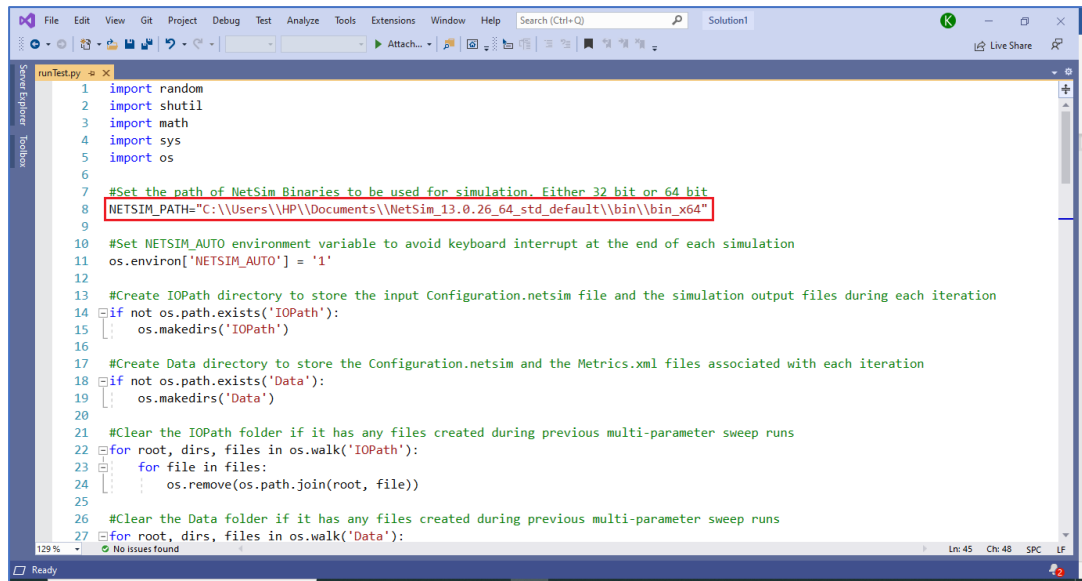 File Edit View Git Project Debug Test Analyze Tools Extensions Window Help Search (Ctrl+Q) Solution1 K
Attach... Live Share
Server Explorer
Toolbox
runTest.py
1 import random
2 import shutil
3 import math
4 import sys
5 import os
6
7 #Set the path of NetSim Binaries to be used for simulation. Either 32 bit or 64 bit
8 NETSIM_PATH="C:\\Users\\HP\\Documents\\NetSim_13.0.26_64_std_default\\bin\\bin_x64"
9
10 #Set NETSIM_AUTO environment variable to avoid keyboard interrupt at the end of each simulation
11 os.environ['NETSIM_AUTO'] = '1'
12
13 #Create IOPath directory to store the input Configuration.netsim file and the simulation output files during each iteration
14 if not os.path.exists('IOPath'):
15     os.makedirs('IOPath')
16
17 #Create Data directory to store the Configuration.netsim and the Metrics.xml files associated with each iteration
18 if not os.path.exists('Data'):
19     os.makedirs('Data')
20
21 #Clear the IOPath folder if it has any files created during previous multi-parameter sweep runs
22 for root, dirs, files in os.walk('IOPath'):
23     for file in files:
24         os.remove(os.path.join(root, file))
25
26 #Clear the Data folder if it has any files created during previous multi-parameter sweep runs
27 for root, dirs, files in os.walk('Data'):
129 % No issues found Ln: 45 Ch: 48 SPC LF
Ready 2